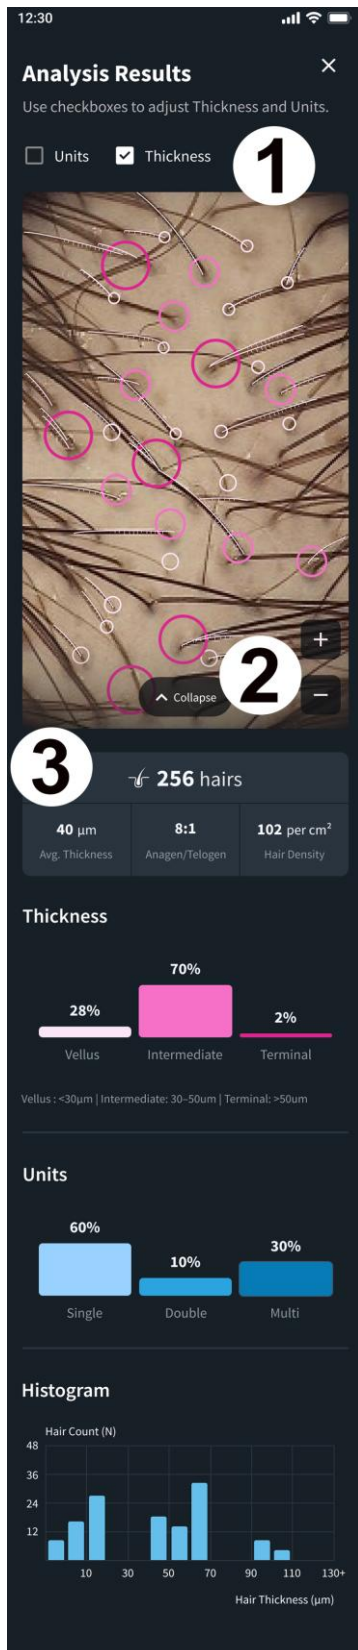 12:30
Analysis Results
Use checkboxes to adjust Thickness and Units.
Units Thickness
1
+
2
Collapse
−
3
256 hairs
40 µm 8:1 102 per cm²
Avg. Thickness Anagen/Telogen Hair Density
Thickness
70%
28% 2%
Vellus Intermediate Terminal
Vellus : <30µm | Intermediate: 30–50um | Terminal: >50um
Units
60%
30%
10%
Single Double Multi
Histogram
Hair Count (N)
48
36
24
12
10 30 50 70 90 110 130+
Hair Thickness (µm)